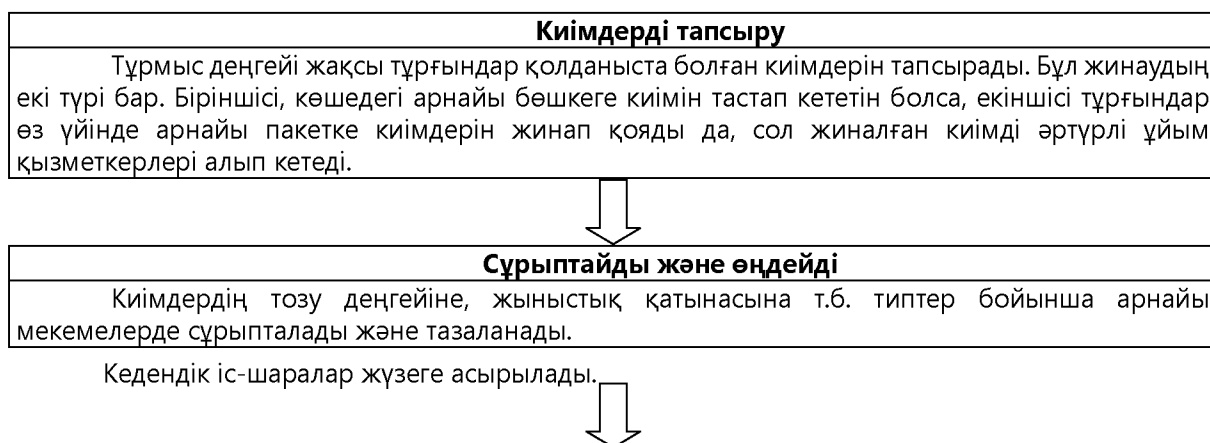 Киімдерді тапсыру
Тұрмыс деңгейі жақсы тұрғындар қолданыста болған киімдерін тапсырады. Бұл жинаудың
екі түрі бар. Біріншісі, көшедегі арнайы бөшкеге киімін тастап кететін болса, екіншісі тұрғындар
өз үйінде арнайы пакетке киімдерін жинап қояды да, сол жиналған киімді әртүрлі ұйым
қызметкерлері алып кетеді.
Сұрыптайды және өңдейді
Киімдердің тозу деңгейіне, жыныстық қатынасына т.б. типтер бойынша арнайы
мекемелерде сұрыпталады және тазаланады.
Кедендік іс-шаралар жүзеге асырылады.